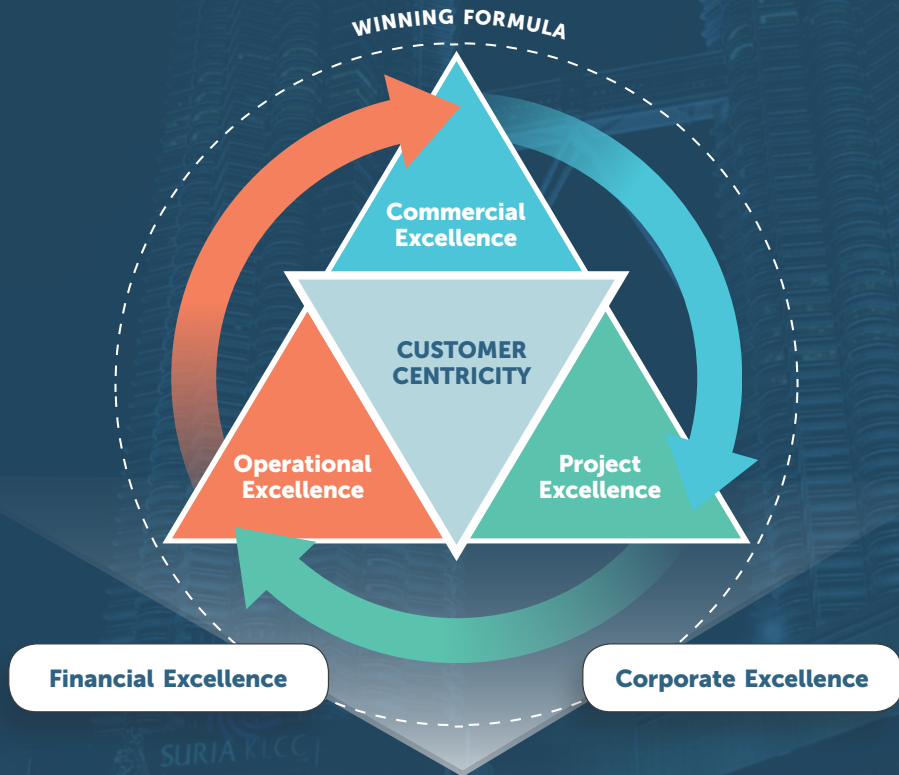 WINNING FORMULA
Commercial
Excellence
CUSTOMER
CENTRICITY
Operational
Excellence
Project
Excellence
Financial Excellence
Corporate Excellence
SURIA KLCC